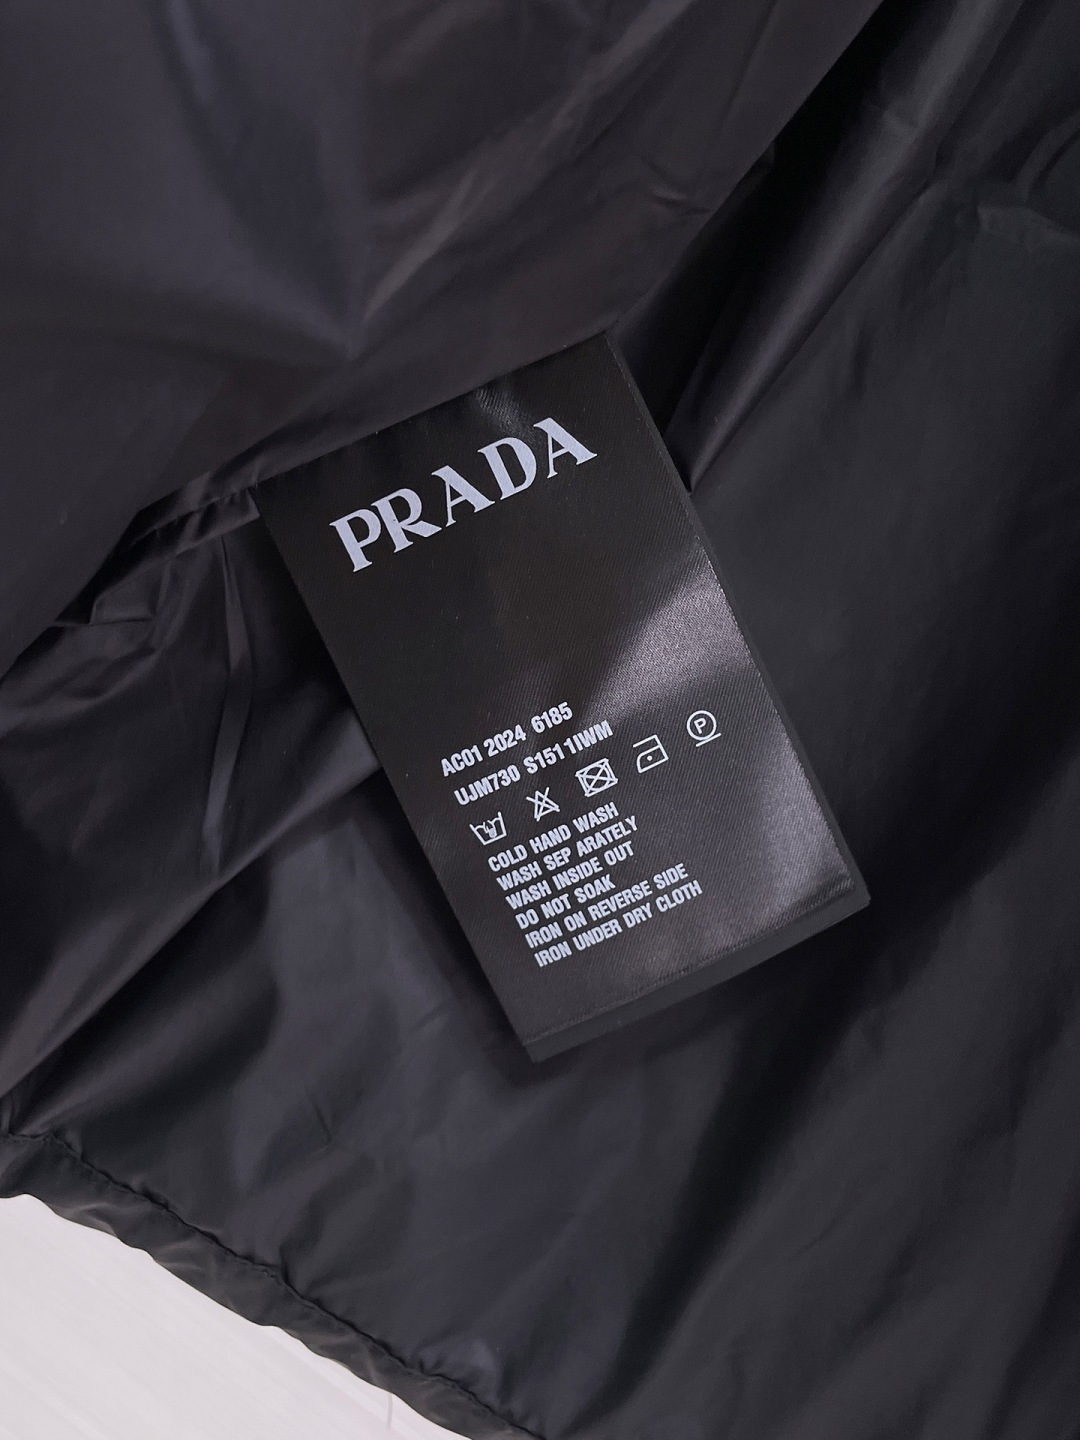 PRADA
AC01 2024 6185
UJM730 S151 1IWM
P
COLD HAND WASH
WASH SEP ARATELY
WASH INSIDE OUT
DO NOT SOAK
IRON ON REVERSE SIDE
IRON UNDER DRY CLOTH